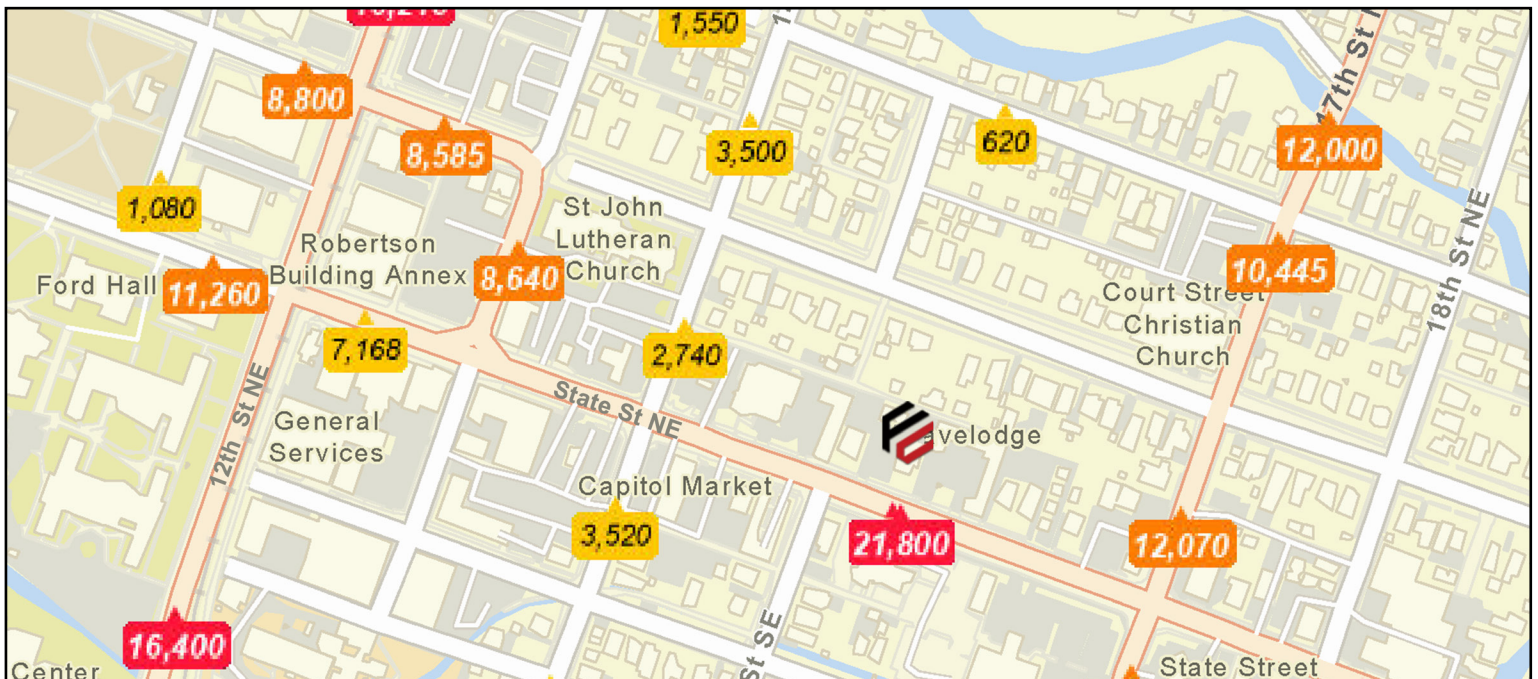 1,550
17th St N
8,800
8,585
3,500
620
12,000
1,080
St John
Lutheran
Church
Robertson
Building Annex
Ford Hall
11,260
8,640
10,445
18th St NE
Court Street
Christian
Church
7,168
2,740
12th St NE
State St NE
General
Services
velodge
Capitol Market
3,520
21,800
12,070
16,400
St SE
Center
State Street